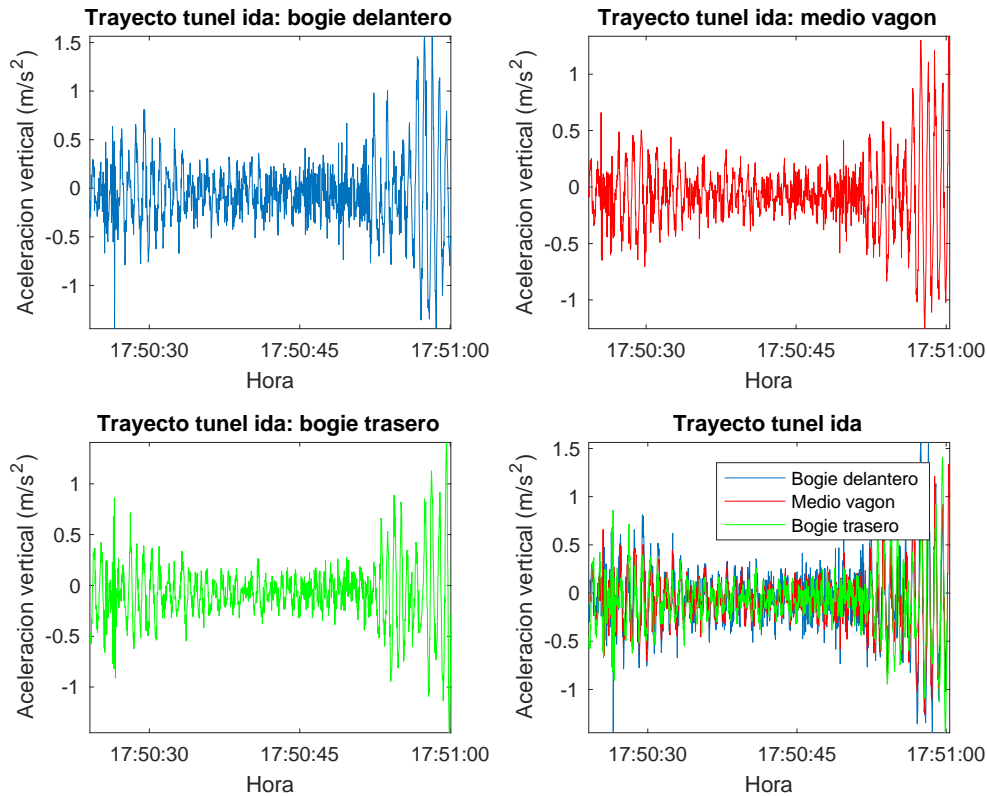 Trayecto tunel ida: bogie delantero
Aceleracion vertical (m/s²)
1.5
1
0.5
0
-0.5
-1
17:50:30 17:50:45 17:51:00
Hora
Trayecto tunel ida: medio vagon
Aceleracion vertical (m/s²)
1
0.5
0
-0.5
-1
17:50:30 17:50:45 17:51:00
Hora
Trayecto tunel ida: bogie trasero
Aceleracion vertical (m/s²)
1
0.5
0
-0.5
-1
17:50:30 17:50:45 17:51:00
Hora
Trayecto tunel ida
Aceleracion vertical (m/s²)
1.5
1
0.5
0
-0.5
-1
Bogie delantero
Medio vagon
Bogie trasero
17:50:30 17:50:45 17:51:00
Hora